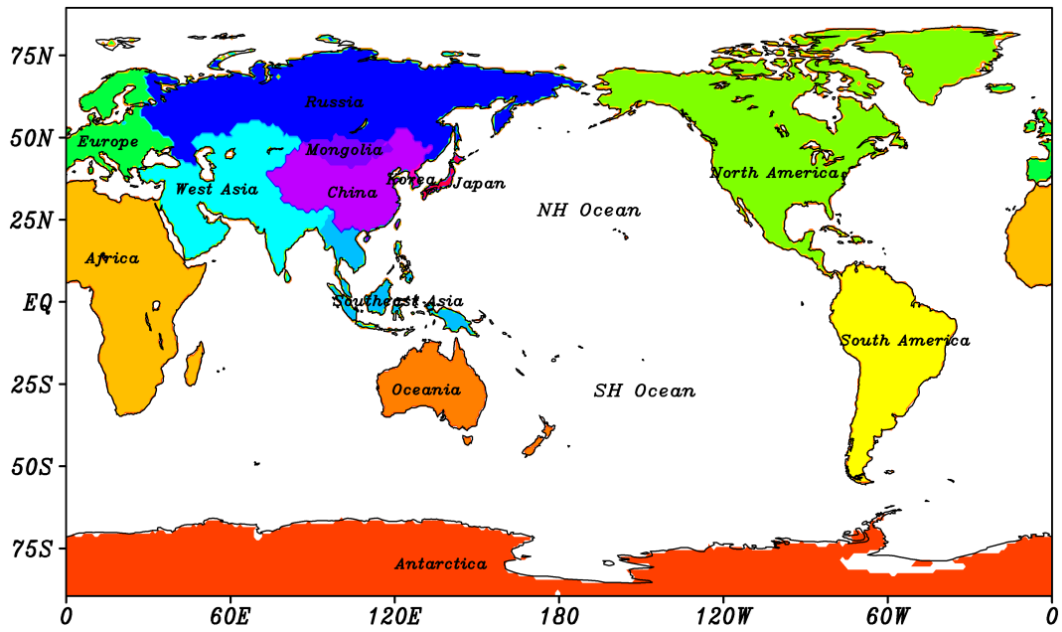 75N
Russia
50N
Europe
Mongolia
Korea
Japan
West Asia
China
North America
25N
NH Ocean
Africa
EQ
Southeast Asia
South America
25S
Oceania
SH Ocean
50S
75S
Antarctica
0 60E 120E 180 120W 60W 0